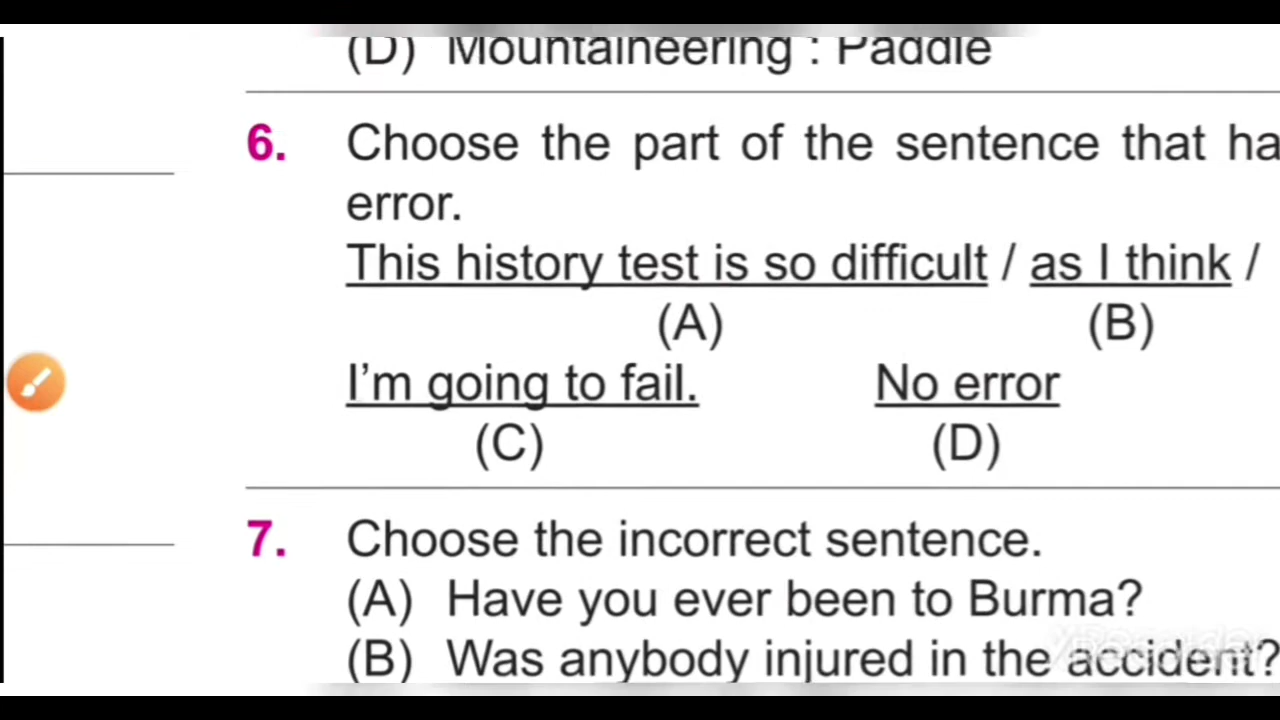 (D) Mountaineering : Paddle
6. Choose the part of the sentence that ha
error.
This history test is so difficult / as I think /
(A) (B)
I'm going to fail. No error
(C) (D)
7. Choose the incorrect sentence.
(A) Have you ever been to Burma?
(B) Was anybody injured in the accident?